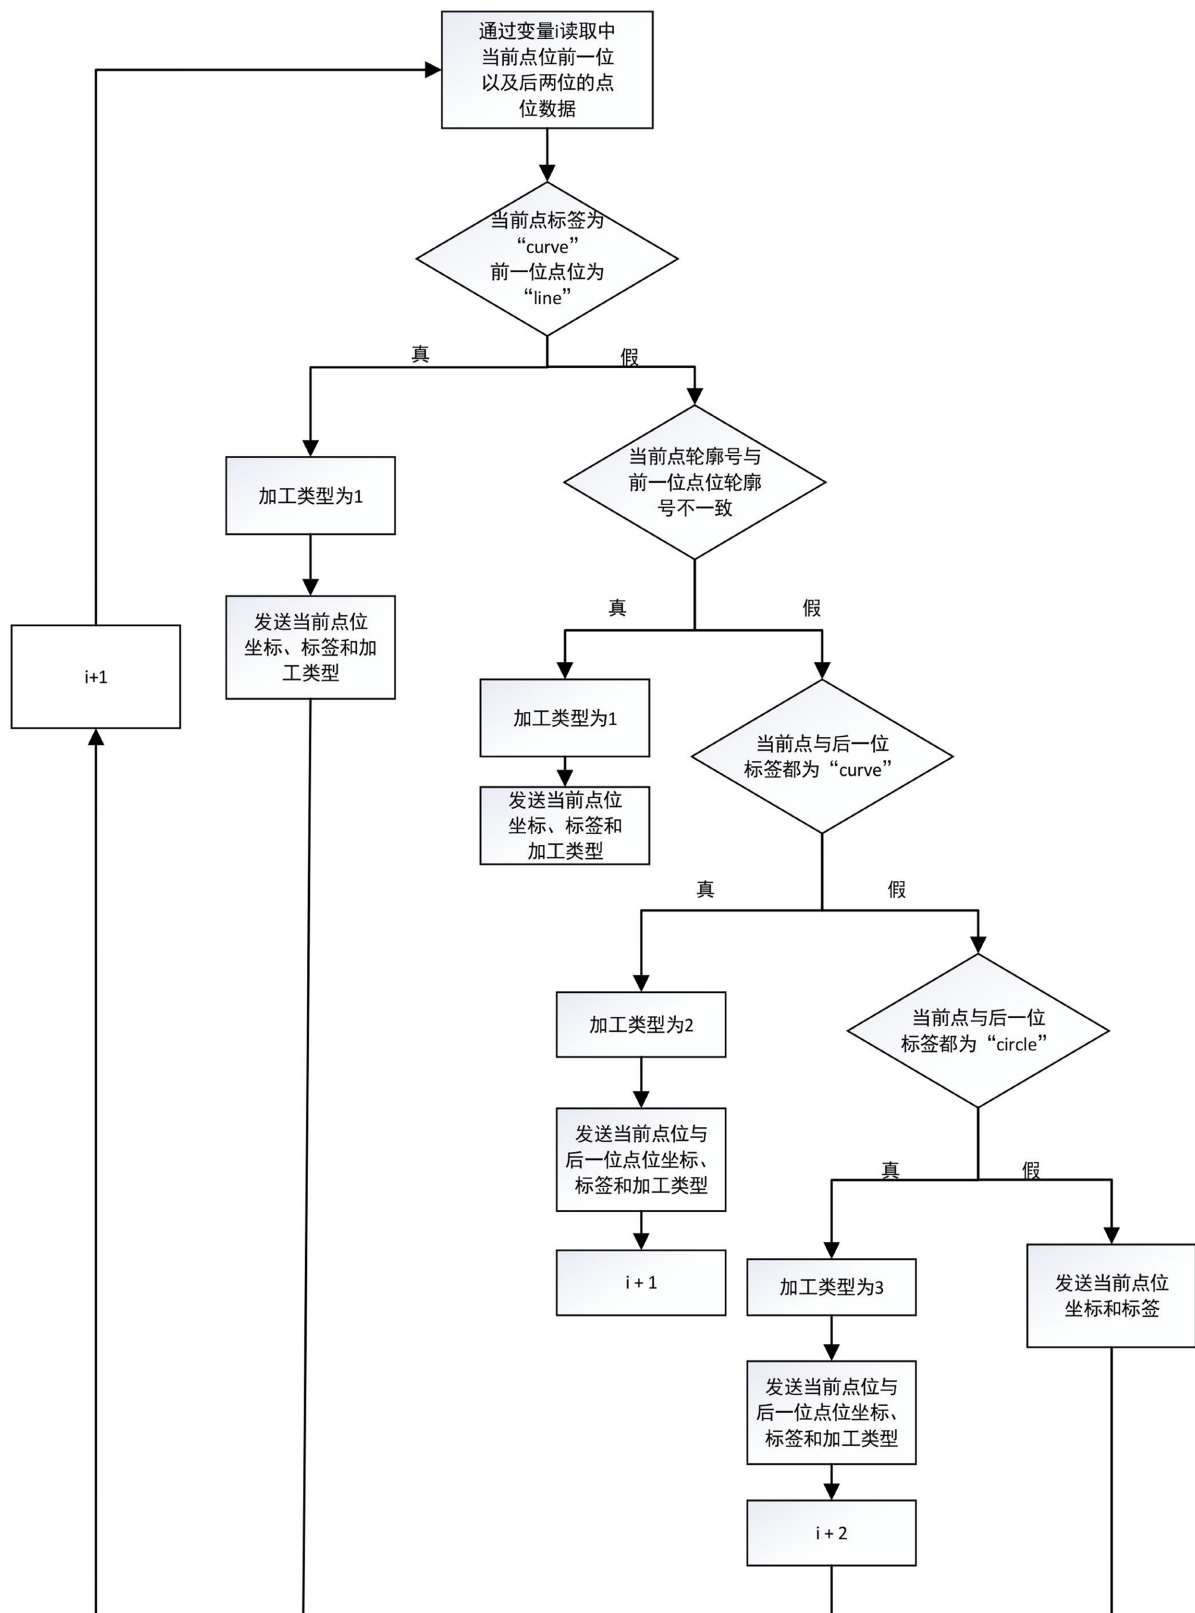 通过变量i读取中
当前点位前一位
以及后两位的点
位数据
当前点标签为
“curve”
前一位点位为
“line”
真
假
当前点轮廓号与
前一位点位轮廓
号不一致
加工类型为1
发送当前点位
坐标、标签和加
工类型
i+1
真
假
加工类型为1
发送当前点位
坐标、标签和
加工类型
当前点与后一位
标签都为“curve”
真
假
加工类型为2
发送当前点位与
后一位点位坐标、
标签和加工类型
i + 1
当前点与后一位
标签都为“circle”
真
假
加工类型为3
发送当前点位与
后一位点位坐标、
标签和加工类型
i + 2
发送当前点位
坐标和标签